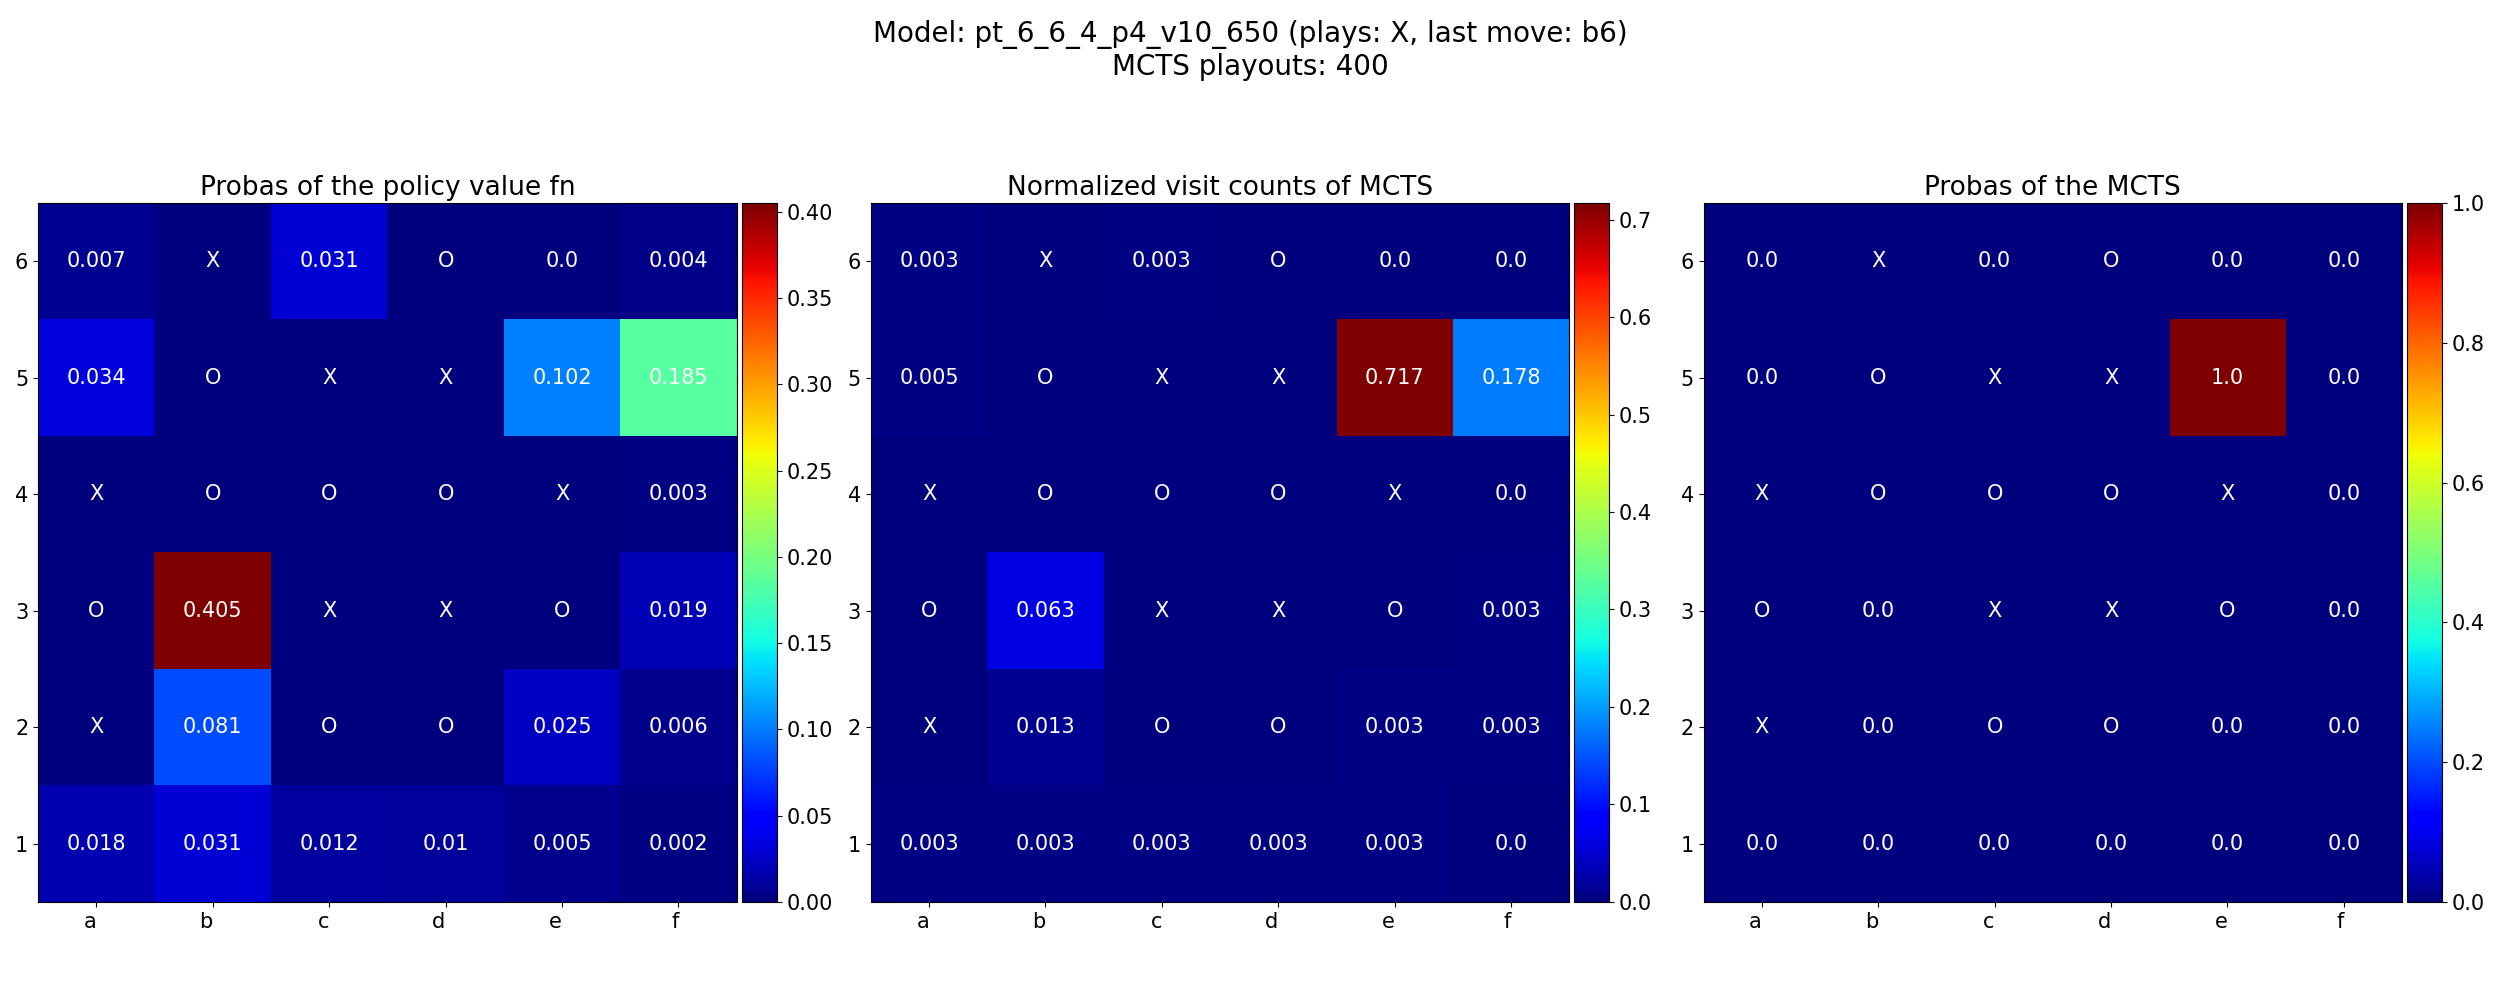 Model: pt_6_6_4_p4_v10_650 (plays: X, last move: b6)
MCTS playouts: 400
Probas of the policy value fn
6 0.007 X 0.031 O 0.0 0.004
5 0.034 O X X 0.102 0.185
4 X O O O X 0.003
3 O 0.405 X X O 0.019
2 X 0.081 O O 0.025 0.006
1 0.018 0.031 0.012 0.01 0.005 0.002
a b c d e f
0.40
0.35
0.30
0.25
0.20
0.15
0.10
0.05
0.00
Normalized visit counts of MCTS
6 0.003 X 0.003 O 0.0 0.0
5 0.005 O X X 0.717 0.178
4 X O O O X 0.0
3 O 0.063 X X O 0.003
2 X 0.013 O O 0.003 0.003
1 0.003 0.003 0.003 0.003 0.003 0.0
a b c d e f
0.7
0.6
0.5
0.4
0.3
0.2
0.1
0.0
Probas of the MCTS
6 0.0 X 0.0 O 0.0 0.0
5 0.0 O X X 1.0 0.0
4 X O O O X 0.0
3 O 0.0 X X O 0.0
2 X 0.0 O O 0.0 0.0
1 0.0 0.0 0.0 0.0 0.0 0.0
a b c d e f
1.0
0.8
0.6
0.4
0.2
0.0